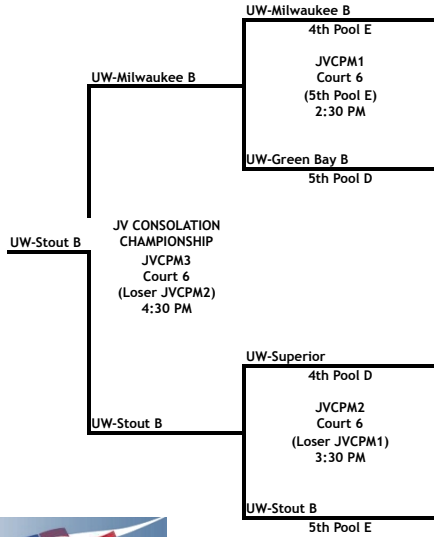 UW-Milwaukee B
4th Pool E
JVCPM1
Court 6
(5th Pool E)
2:30 PM
UW-Milwaukee B
UW-Green Bay B
5th Pool D
JV CONSOLATION
CHAMPIONSHIP
UW-Stout B
JVCPM3
Court 6
(Loser JVCPM2)
4:30 PM
UW-Superior
4th Pool D
JVCPM2
Court 6
(Loser JVCPM1)
3:30 PM
UW-Stout B
UW-Stout B
5th Pool E